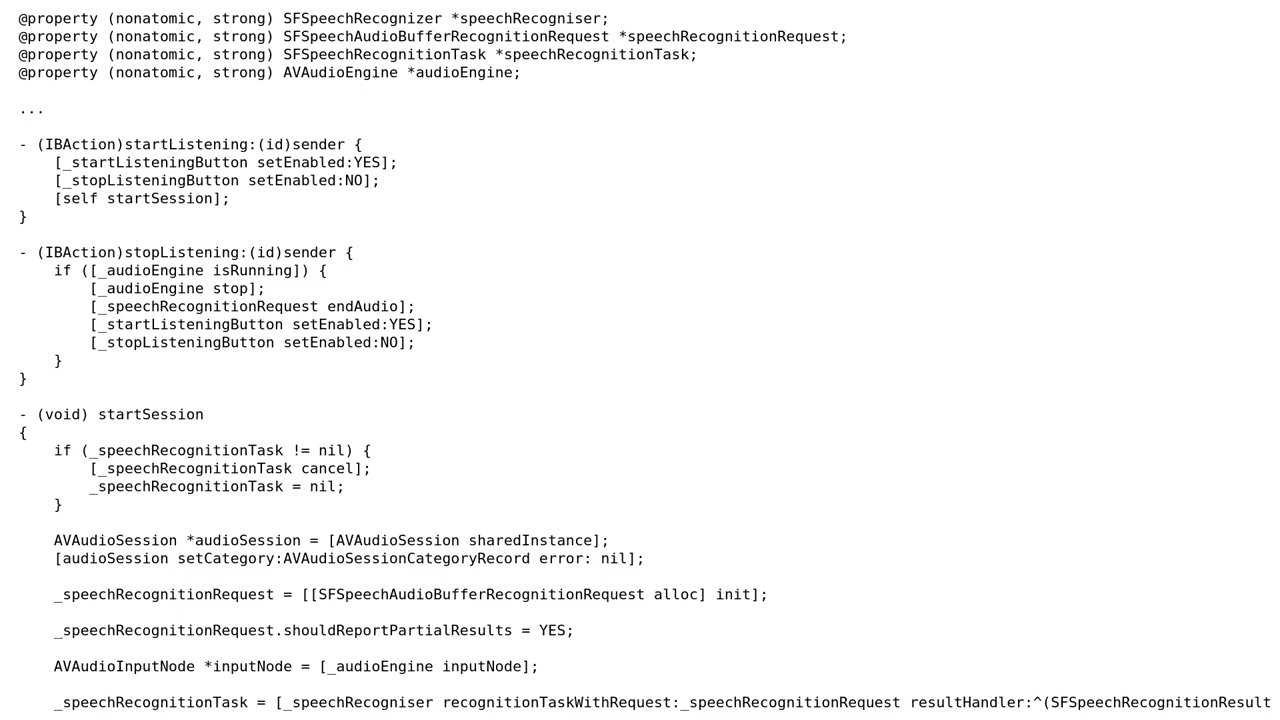 @property (nonatomic, strong) SFSpeechRecognizer *speechRecogniser;
@property (nonatomic, strong) SFSpeechAudioBufferRecognitionRequest *speechRecognitionRequest;
@property (nonatomic, strong) SFSpeechRecognitionTask *speechRecognitionTask;
@property (nonatomic, strong) AVAudioEngine *audioEngine;

...

- (IBAction)startListening:(id)sender {
    [_startListeningButton setEnabled:YES];
    [_stopListeningButton setEnabled:NO];
    [self startSession];
}

- (IBAction)stopListening:(id)sender {
    if ([_audioEngine isRunning]) {
        [_audioEngine stop];
        [_speechRecognitionRequest endAudio];
        [_startListeningButton setEnabled:YES];
        [_stopListeningButton setEnabled:NO];
    }
}

- (void) startSession
{
    if (_speechRecognitionTask != nil) {
        [_speechRecognitionTask cancel];
        _speechRecognitionTask = nil;
    }

    AVAudioSession *audioSession = [AVAudioSession sharedInstance];
    [audioSession setCategory:AVAudioSessionCategoryRecord error: nil];

    _speechRecognitionRequest = [[SFSpeechAudioBufferRecognitionRequest alloc] init];

    _speechRecognitionRequest.shouldReportPartialResults = YES;

    AVAudioInputNode *inputNode = [_audioEngine inputNode];

    _speechRecognitionTask = [_speechRecogniser recognitionTaskWithRequest:_speechRecognitionRequest resultHandler:^(SFSpeechRecognitionResult